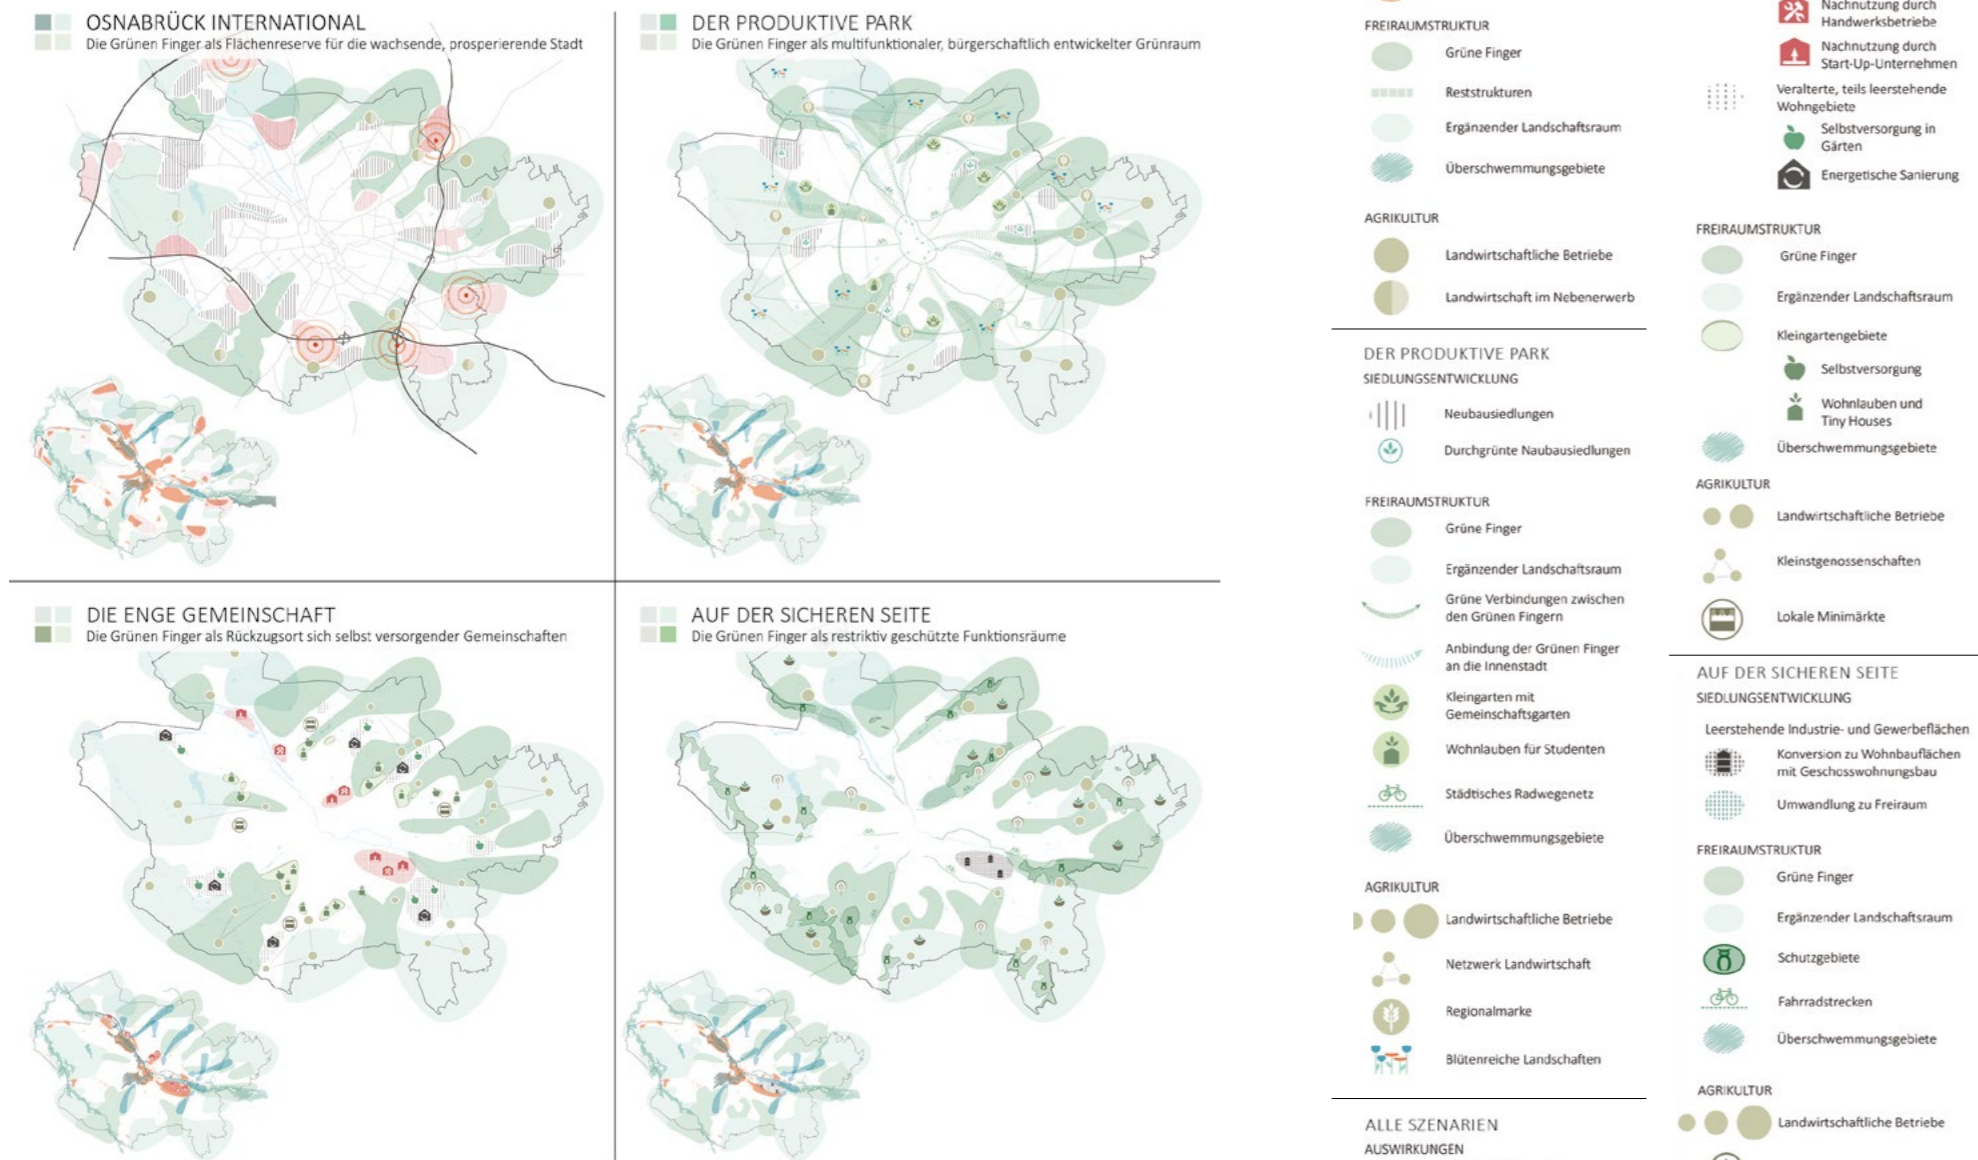 OSNABRÜCK INTERNATIONAL
Die Grünen Finger als Flächenreserve für die wachsende, prosperierende Stadt
DER PRODUKTIVE PARK
Die Grünen Finger als multifunktionaler, bürgerschaftlich entwickelter Grünraum
DIE ENGE GEMEINSCHAFT
Die Grünen Finger als Rückzugsort sich selbst versorgender Gemeinschaften
AUF DER SICHEREN SEITE
Die Grünen Finger als restriktiv geschützte Funktionsräume
FREIRAUMSTRUKTUR
Grüne Finger
Reststrukturen
Ergänzender Landschaftsraum
Überschwemmungsgebiete
AGRIKULTUR
Landwirtschaftliche Betriebe
Landwirtschaft im Nebenerwerb
DER PRODUKTIVE PARK
SIEDLUNGSENTWICKLUNG
Neubausiedlungen
Durchgrünte Naubausiedlungen
FREIRAUMSTRUKTUR
Grüne Finger
Ergänzender Landschaftsraum
Grüne Verbindungen zwischen
den Grünen Fingern
Anbindung der Grünen Finger
an die Innenstadt
Kleingarten mit
Gemeinschaftsgarten
Wohnlauben für Studenten
Städtisches Radwegenetz
Überschwemmungsgebiete
AGRIKULTUR
Landwirtschaftliche Betriebe
Netzwerk Landwirtschaft
Regionalmarke
Blütenreiche Landschaften
ALLE SZENARIEN
AUSWIRKUNGEN
Nachnutzung durch
Handwerksbetriebe
Nachnutzung durch
Start-Up-Unternehmen
Veralterte, teils leerstehende
Wohngebiete
Selbstversorgung in
Gärten
Energetische Sanierung
FREIRAUMSTRUKTUR
Grüne Finger
Ergänzender Landschaftsraum
Kleingartengebiete
Selbstversorgung
Wohnlauben und
Tiny Houses
Überschwemmungsgebiete
AGRIKULTUR
Landwirtschaftliche Betriebe
Kleinstgenossenschaften
Lokale Minimärkte
AUF DER SICHEREN SEITE
SIEDLUNGSENTWICKLUNG
Leerstehende Industrie- und Gewerbeflächen
Konversion zu Wohnbauflächen
mit Geschosswohnungsbau
Umwandlung zu Freiraum
FREIRAUMSTRUKTUR
Grüne Finger
Ergänzender Landschaftsraum
Schutzgebiete
Fahrradstrecken
Überschwemmungsgebiete
AGRIKULTUR
Landwirtschaftliche Betriebe